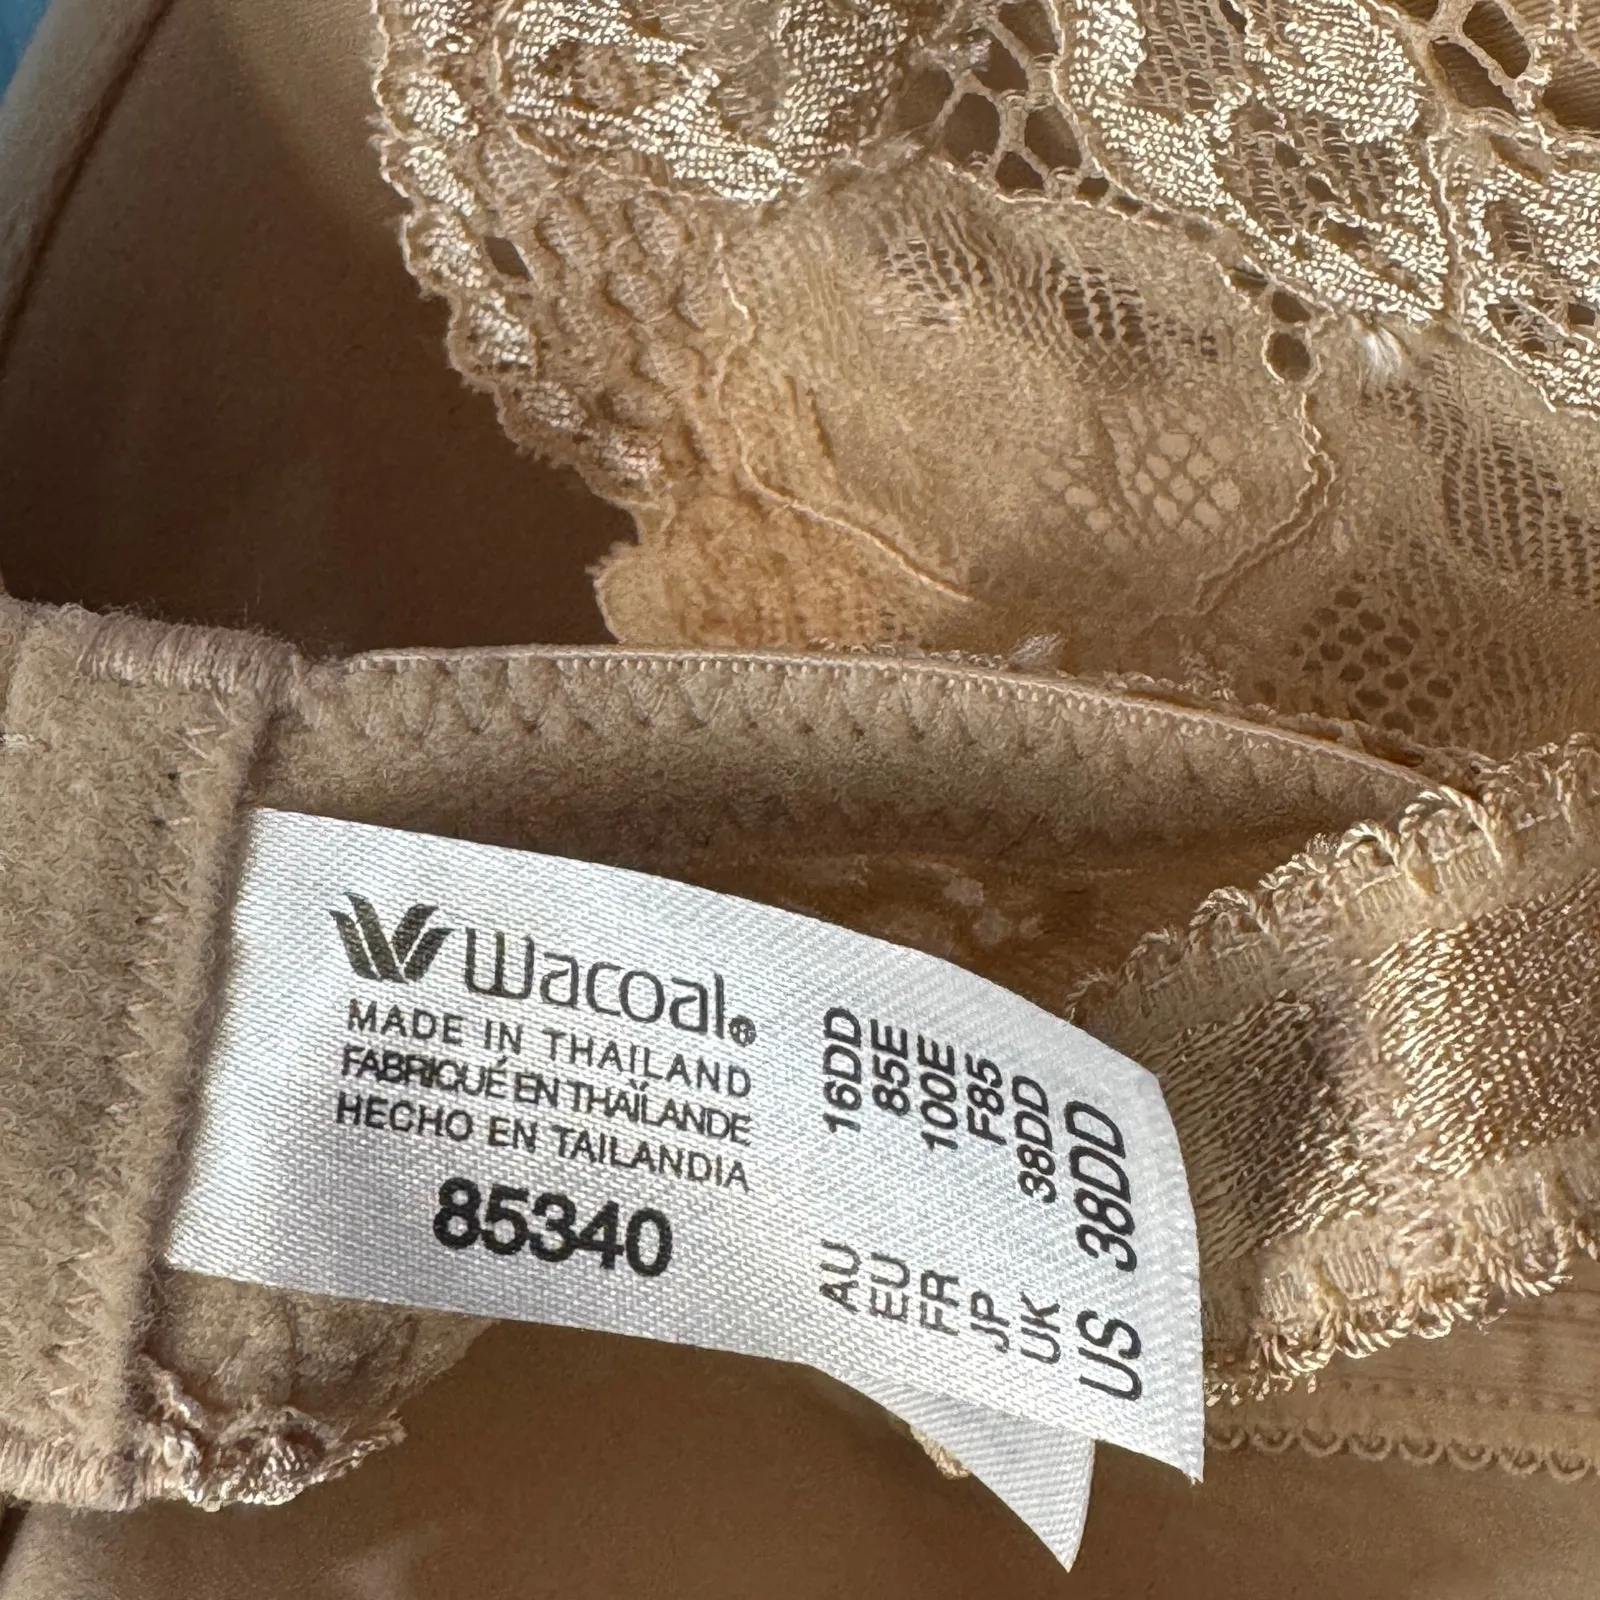 Wacoal®
MADE IN THAILAND
FABRIQUÉ EN THAÏLANDE
HECHO EN TAILANDIA
85340
AU 16DD
EU 85E
FR 100E
JP F85
UK 38DD
US 38DD